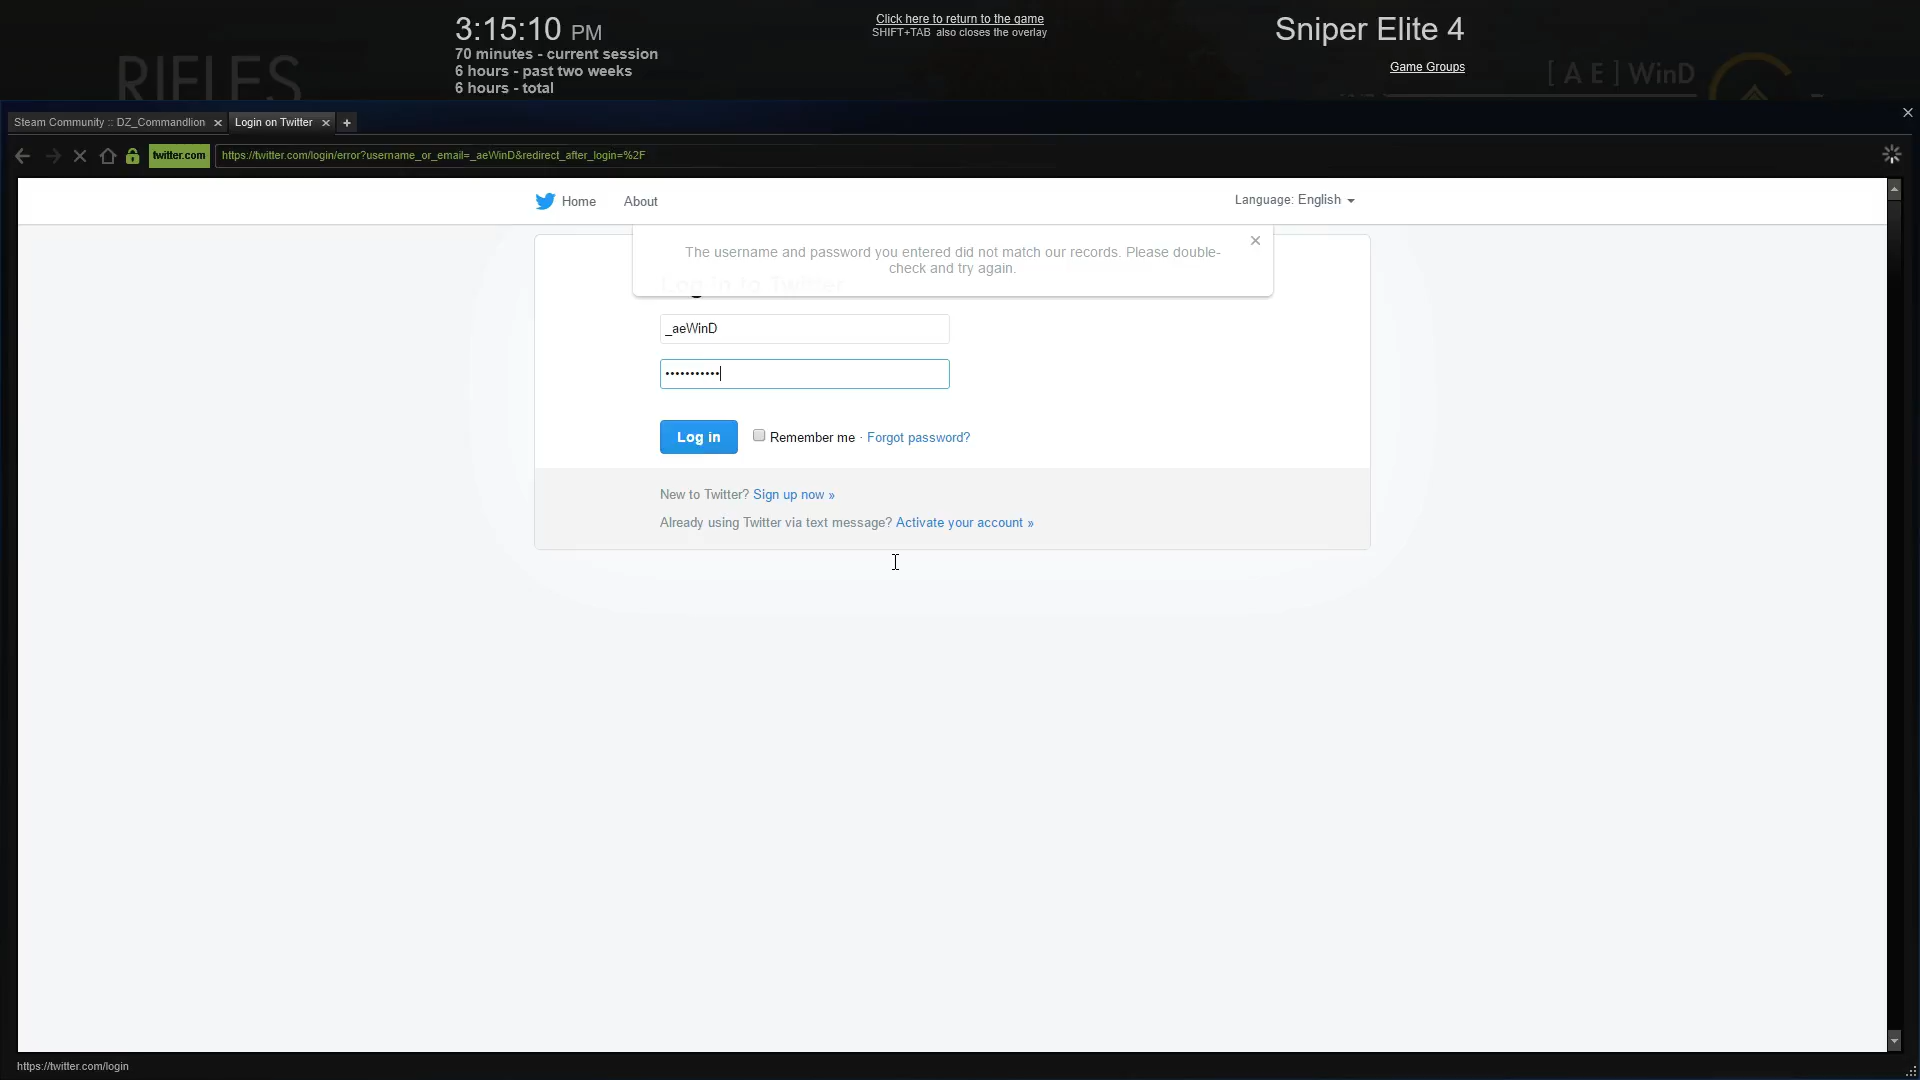 RIFLES
3:15:10 PM
70 minutes - current session
6 hours - past two weeks
6 hours - total
Click here to return to the game
SHIFT+TAB also closes the overlay
Sniper Elite 4
Game Groups
[ A E ] WinD
Steam Community :: DZ_Commandlion
Login on Twitter
twitter.com
https://twitter.com/login/error?username_or_email=_aeWinD&redirect_after_login=%2F
Home
About
Language: English
The username and password you entered did not match our records. Please double-
check and try again.
Log in to Twitter
_aeWinD
•••••••••••
Log in
Remember me · Forgot password?
New to Twitter? Sign up now »
Already using Twitter via text message? Activate your account »
https://twitter.com/login